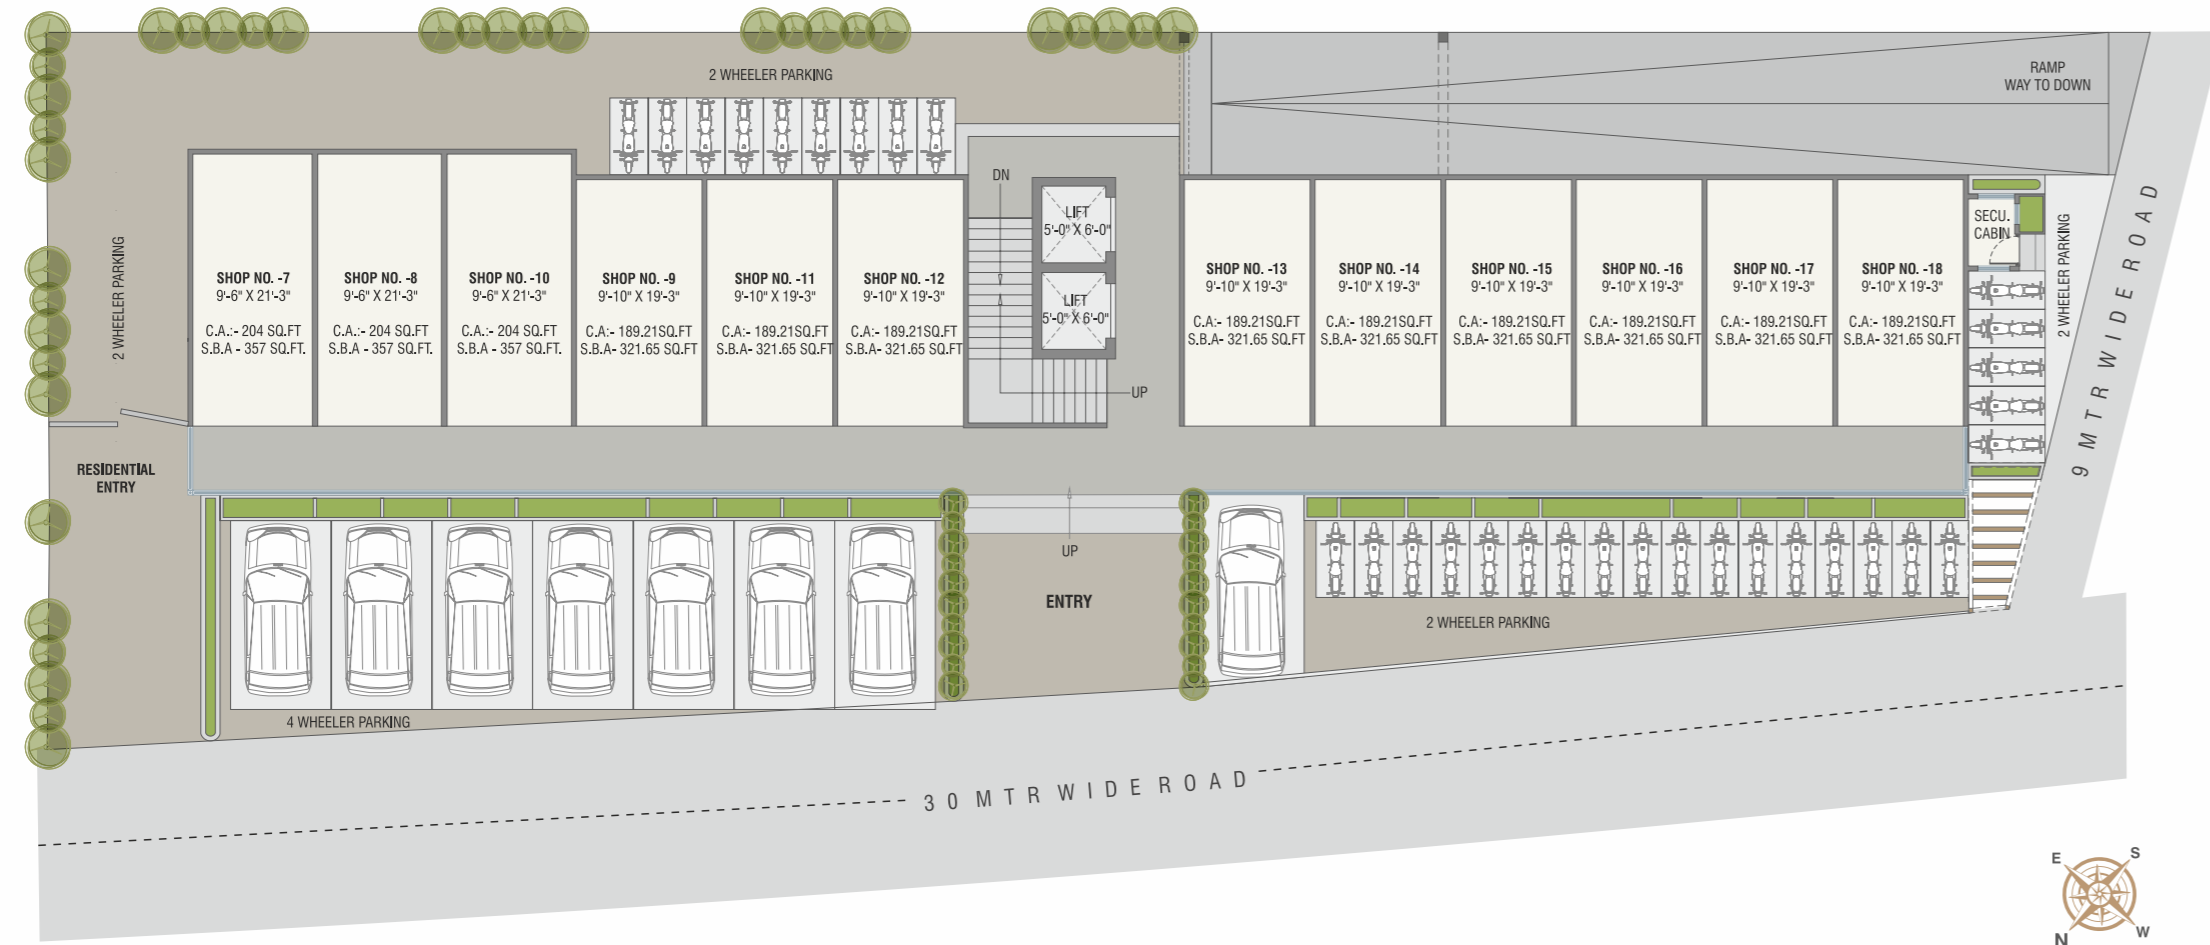 2 WHEELER PARKING
RAMP
WAY TO DOWN
2 WHEELER PARKING
SHOP NO. -7
9'-6" X 21'-3"
C.A.:- 204 SQ.FT
S.B.A - 357 SQ.FT.
SHOP NO. -8
9'-6" X 21'-3"
C.A.:- 204 SQ.FT
S.B.A - 357 SQ.FT.
SHOP NO. -10
9'-6" X 21'-3"
C.A.:- 204 SQ.FT
S.B.A - 357 SQ.FT.
SHOP NO. -9
9'-10" X 19'-3"
C.A:- 189.21SQ.FT
S.B.A- 321.65 SQ.FT
SHOP NO. -11
9'-10" X 19'-3"
C.A:- 189.21SQ.FT
S.B.A- 321.65 SQ.FT
SHOP NO. -12
9'-10" X 19'-3"
C.A:- 189.21SQ.FT
S.B.A- 321.65 SQ.FT
DN
LIFT
5'-0" X 6'-0"
LIFT
5'-0" X 6'-0"
UP
SHOP NO. -13
9'-10" X 19'-3"
C.A:- 189.21SQ.FT
S.B.A- 321.65 SQ.FT
SHOP NO. -14
9'-10" X 19'-3"
C.A:- 189.21SQ.FT
S.B.A- 321.65 SQ.FT
SHOP NO. -15
9'-10" X 19'-3"
C.A:- 189.21SQ.FT
S.B.A- 321.65 SQ.FT
SHOP NO. -16
9'-10" X 19'-3"
C.A:- 189.21SQ.FT
S.B.A- 321.65 SQ.FT
SHOP NO. -17
9'-10" X 19'-3"
C.A:- 189.21SQ.FT
S.B.A- 321.65 SQ.FT
SHOP NO. -18
9'-10" X 19'-3"
C.A:- 189.21SQ.FT
S.B.A- 321.65 SQ.FT
SECU.
CABIN
2 WHEELER PARKING
9 MTR WIDE ROAD
RESIDENTIAL
ENTRY
UP
ENTRY
2 WHEELER PARKING
4 WHEELER PARKING
30 MTR WIDE ROAD
E
S
N
W